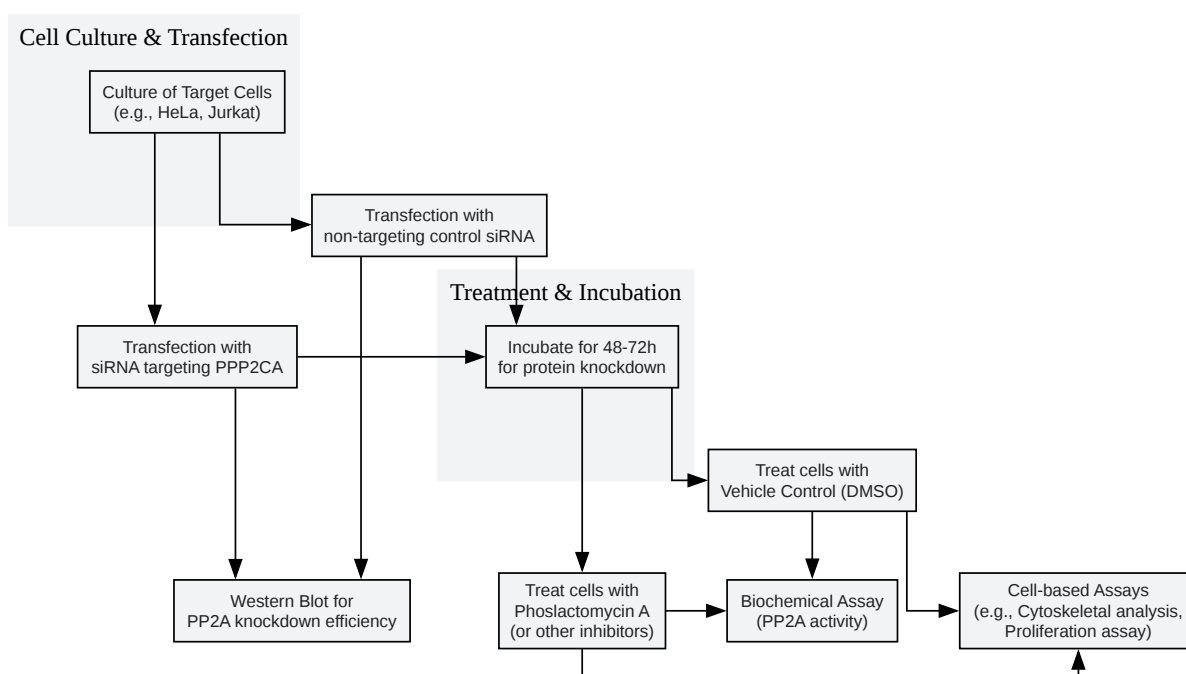 Cell Culture & Transfection
Culture of Target Cells
(e.g., HeLa, Jurkat)
Transfection with
non-targeting control siRNA
Treatment & Incubation
Transfection with
siRNA targeting PPP2CA
Incubate for 48-72h
for protein knockdown
Treat cells with
Vehicle Control (DMSO)
Western Blot for
PP2A knockdown efficiency
Treat cells with
Phoslactomycin A
(or other inhibitors)
Biochemical Assay
(PP2A activity)
Cell-based Assays
(e.g., Cytoskeletal analysis,
Proliferation assay)